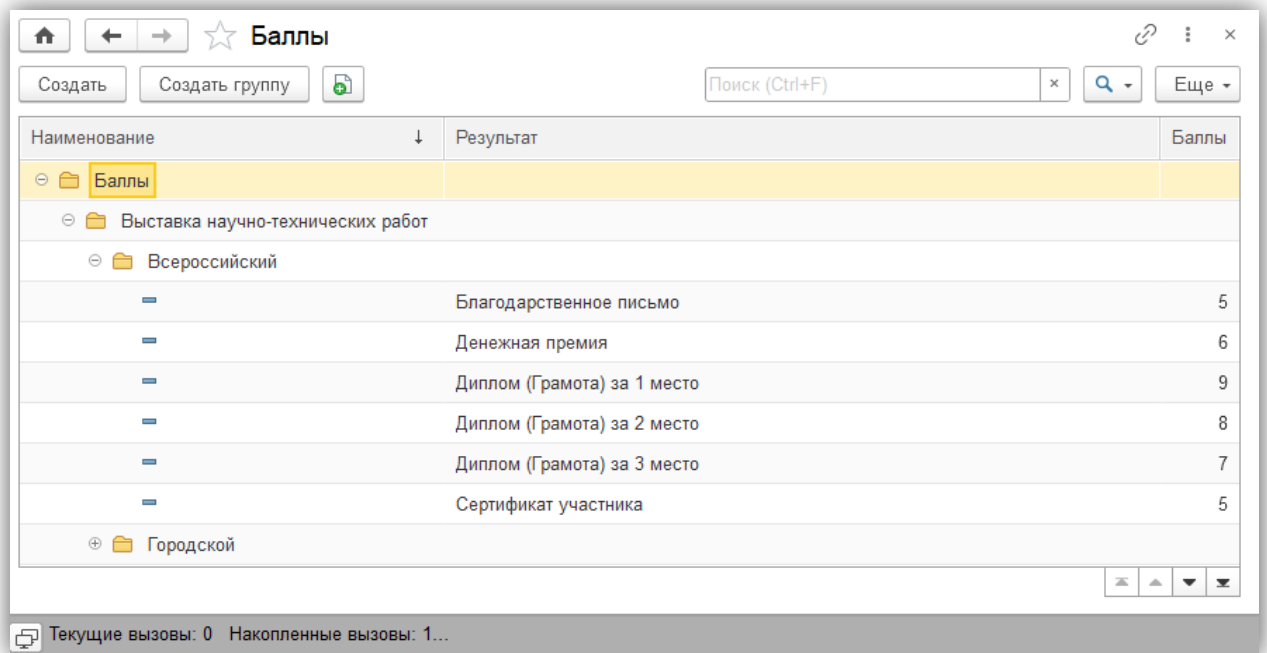 Баллы
Создать Создать группу Поиск (Ctrl+F) × Еще
Наименование ↓ Результат Баллы
Баллы
Выставка научно-технических работ
Всероссийский
Благодарственное письмо 5
Денежная премия 6
Диплом (Грамота) за 1 место 9
Диплом (Грамота) за 2 место 8
Диплом (Грамота) за 3 место 7
Сертификат участника 5
Городской
Текущие вызовы: 0 Накопленные вызовы: 1...